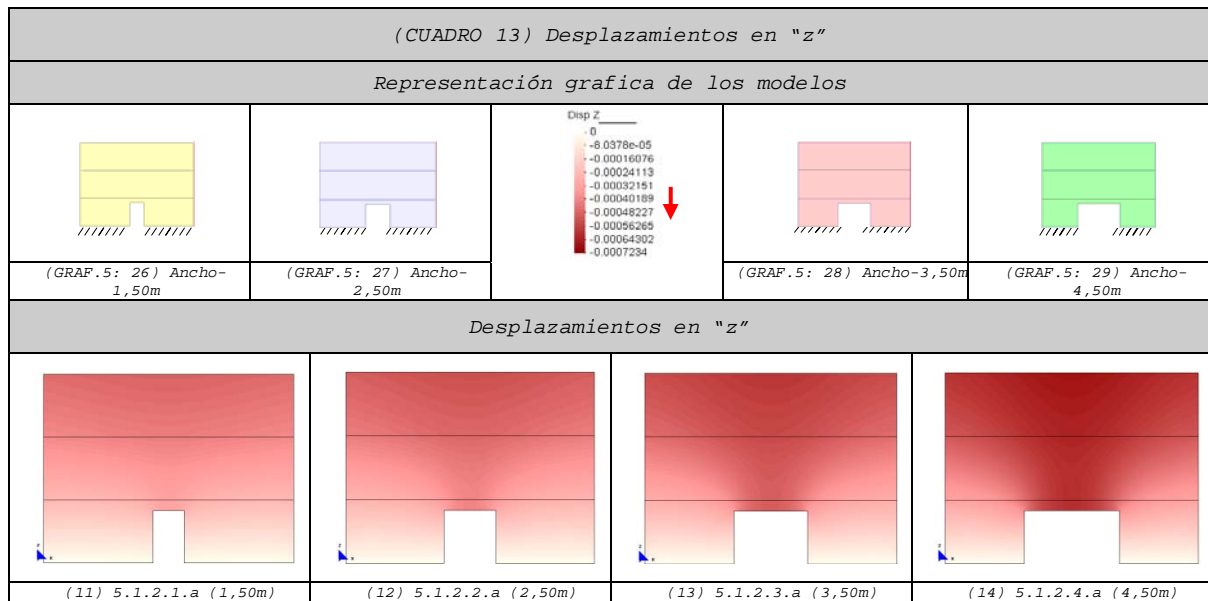 (CUADRO 13) Desplazamientos en "z"
Representación grafica de los modelos
Disp Z
0
-8.0378e-05
-0.00016076
-0.00024113
-0.00032151
-0.00040189
-0.00048227
-0.00056265
-0.00064302
-0.0007234
(GRAF.5: 26) Ancho-
1,50m
(GRAF.5: 27) Ancho-
2,50m
(GRAF.5: 28) Ancho-3,50m
(GRAF.5: 29) Ancho-
4,50m
Desplazamientos en "z"
z x
z x
z x
z x
(11) 5.1.2.1.a (1,50m)
(12) 5.1.2.2.a (2,50m)
(13) 5.1.2.3.a (3,50m)
(14) 5.1.2.4.a (4,50m)